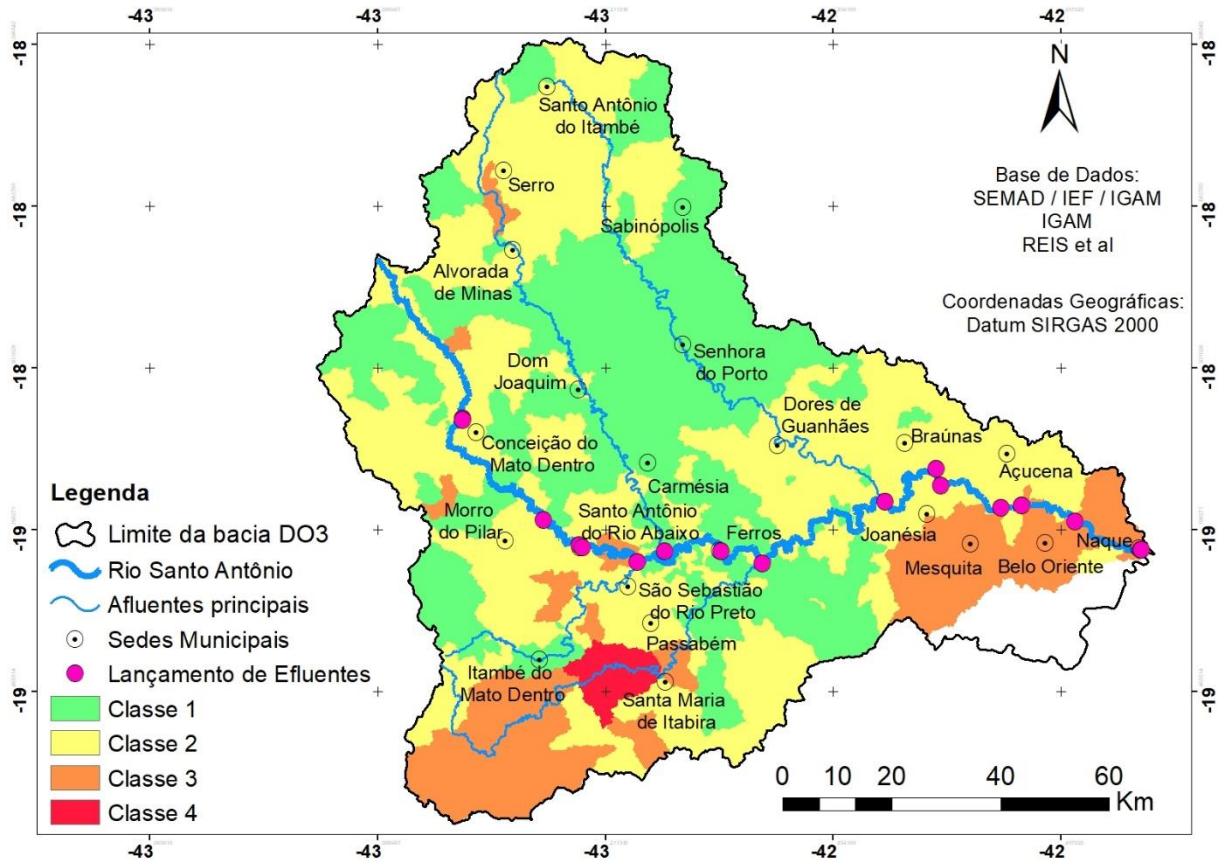 -43
-43
-43
-42
-42
-18
-18
N
Santo Antônio
do Itambé
Base de Dados:
SEMAD / IEF / IGAM
IGAM
REIS et al
Serro
-18
-18
Sabinópolis
Alvorada
de Minas
Coordenadas Geográficas:
Datum SIRGAS 2000
Senhora
do Porto
-18
-18
Dom
Joaquim
Dores de
Guanhães
Braúnas
Conceição do
Mato Dentro
Açucena
Carmésia
Legenda
Limite da bacia DO3
Rio Santo Antônio
Afluentes principais
Sedes Municipais
Lançamento de Efluentes
Classe 1
Classe 2
Classe 3
Classe 4
Morro
do Pilar
Santo Antônio
do Rio Abaixo
Ferros
Joanésia
-19
-19
Naque
Mesquita
Belo Oriente
São Sebastião
do Rio Preto
Passabém
Itambé do
Mato Dentro
-19
-19
Santa Maria
de Itabira
0 10 20 40 60
Km
-43
-43
-43
-42
-42